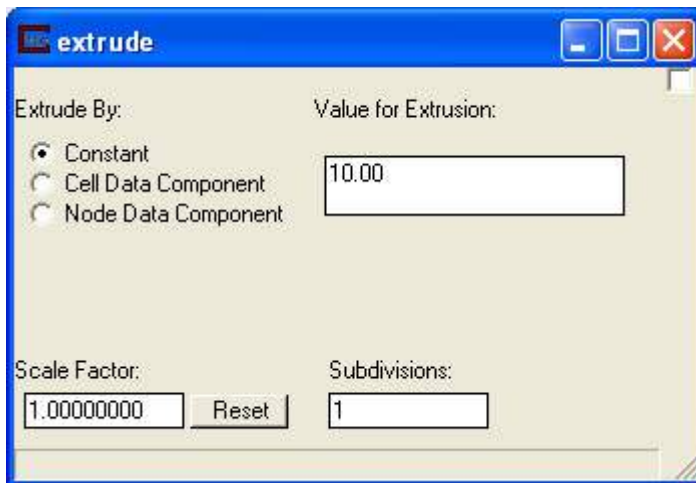 extrude
Extrude By:
Value for Extrusion:
Constant
Cell Data Component
Node Data Component
10.00
Scale Factor:
Subdivisions:
1.00000000
Reset
1